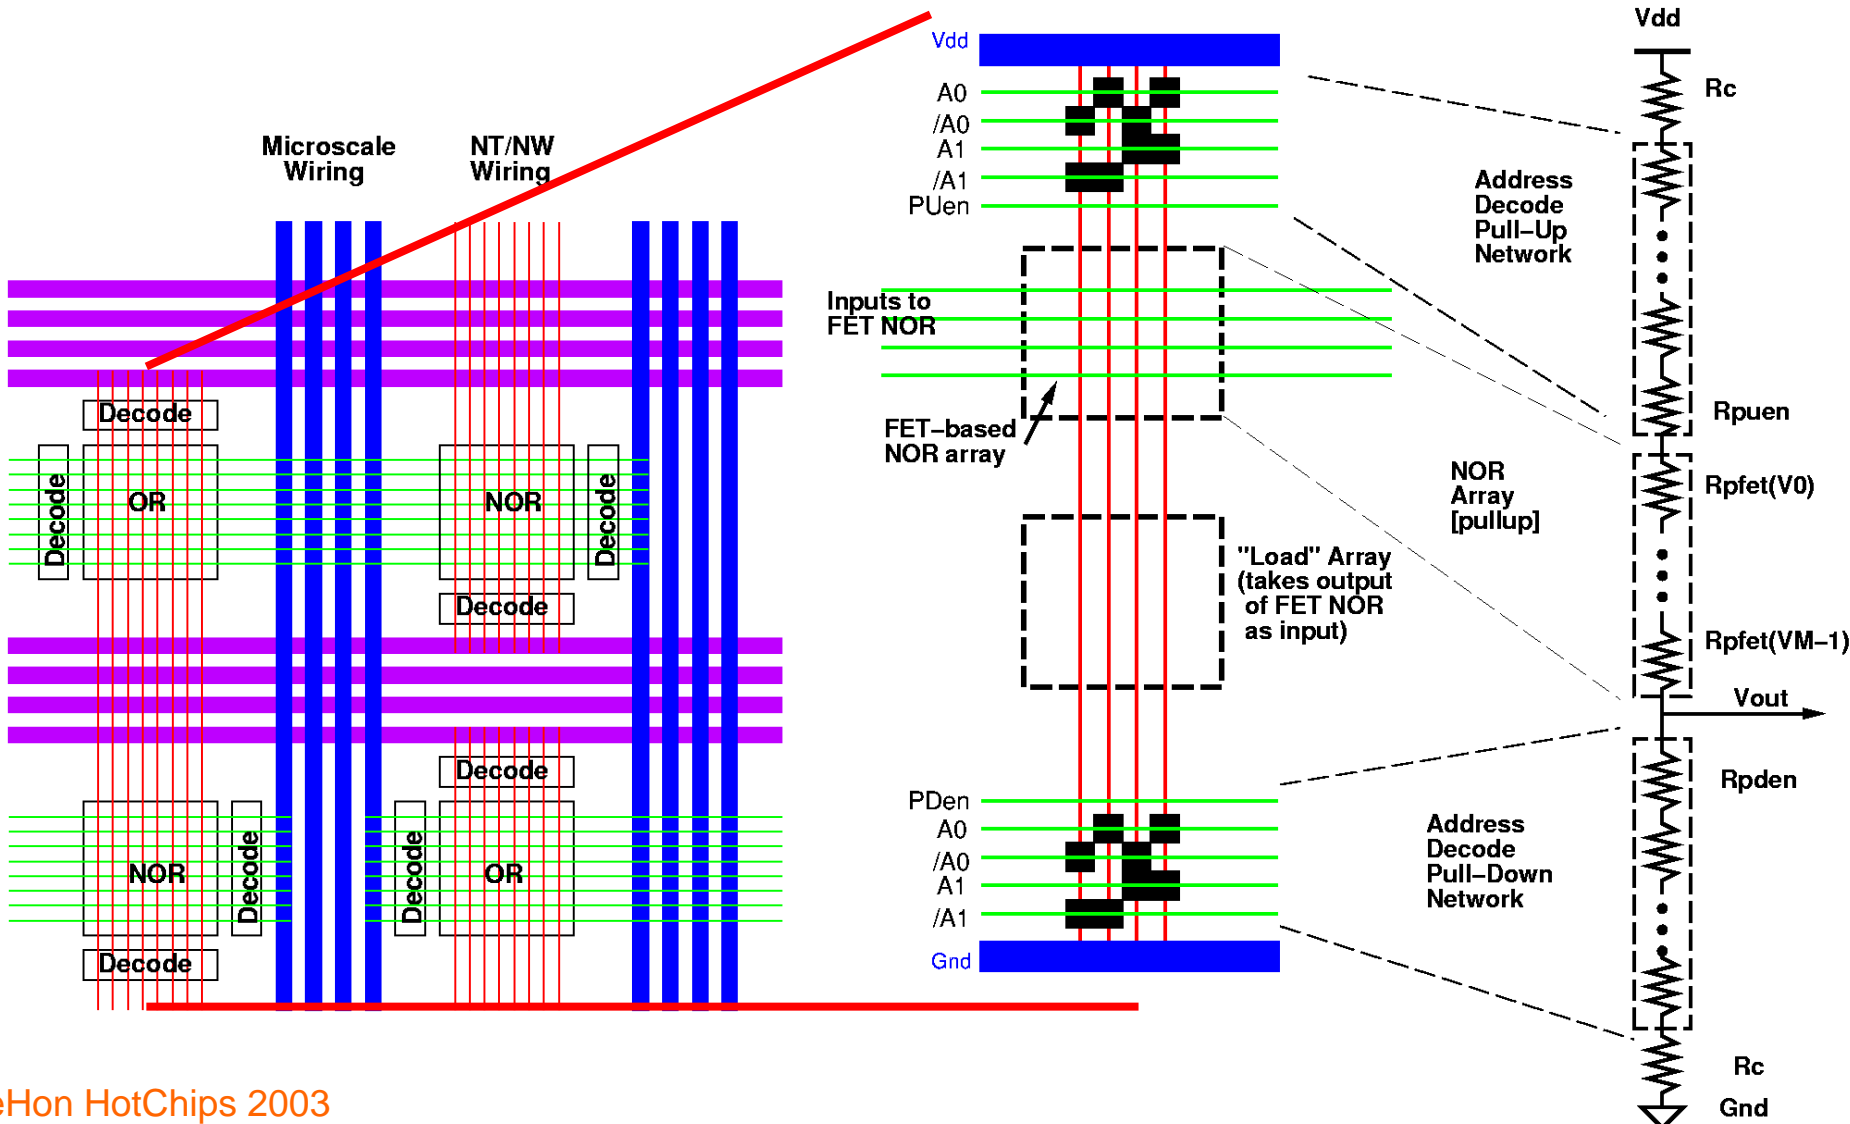 Microscale
Wiring
NT/NW
Wiring
Decode
Decode
OR
NOR
Decode
Decode
Decode
NOR
Decode
Decode
OR
Decode
Vdd
A0
/A0
A1
/A1
PUen
Inputs to
FET NOR
FET-based
NOR array
"Load" Array
(takes output
of FET NOR
as input)
PDen
A0
/A0
A1
/A1
Gnd
Vdd
Rc
Address
Decode
Pull-Up
Network
Rpuen
NOR
Array
[pullup]
Rpfet(V0)
Rpfet(VM-1)
Vout
Rpden
Address
Decode
Pull-Down
Network
Rc
Gnd
eHon HotChips 2003